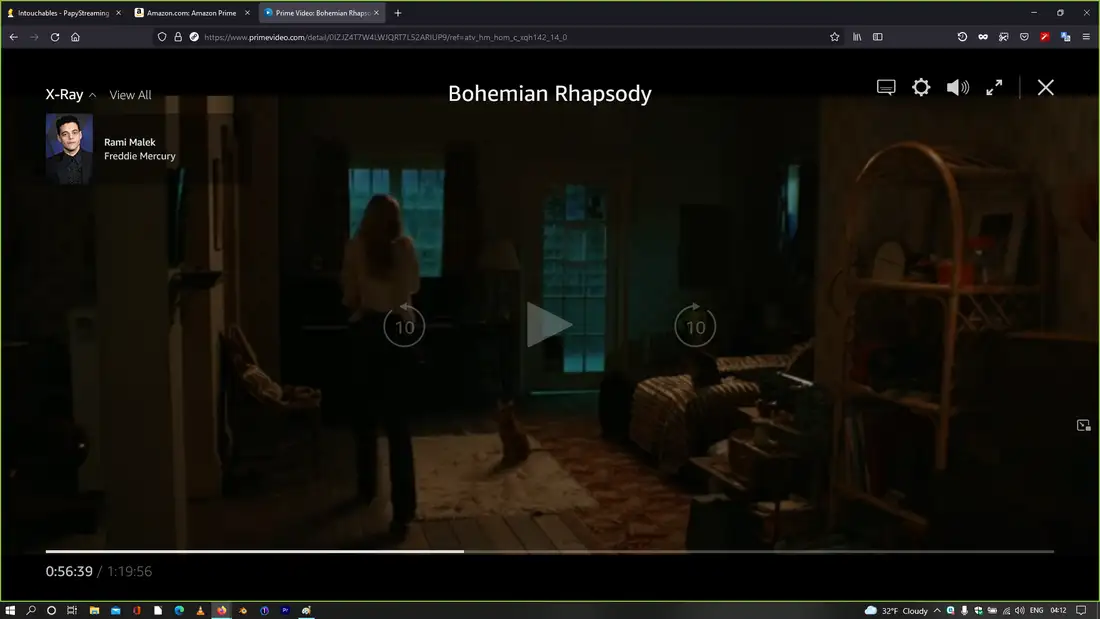 Intouchables - PapyStreaming
Amazon.com: Amazon Prime
Prime Video: Bohemian Rhaps
https://www.primevideo.com/detail/0IZJZ4T7W4LWJQRT7L52ARIUP9/ref=atv_hm_hom_c_xqh142_14_0
X-Ray View All
Bohemian Rhapsody
Rami Malek
Freddie Mercury
10
10
0:56:39 / 1:19:56
32°F Cloudy
ENG
04:12